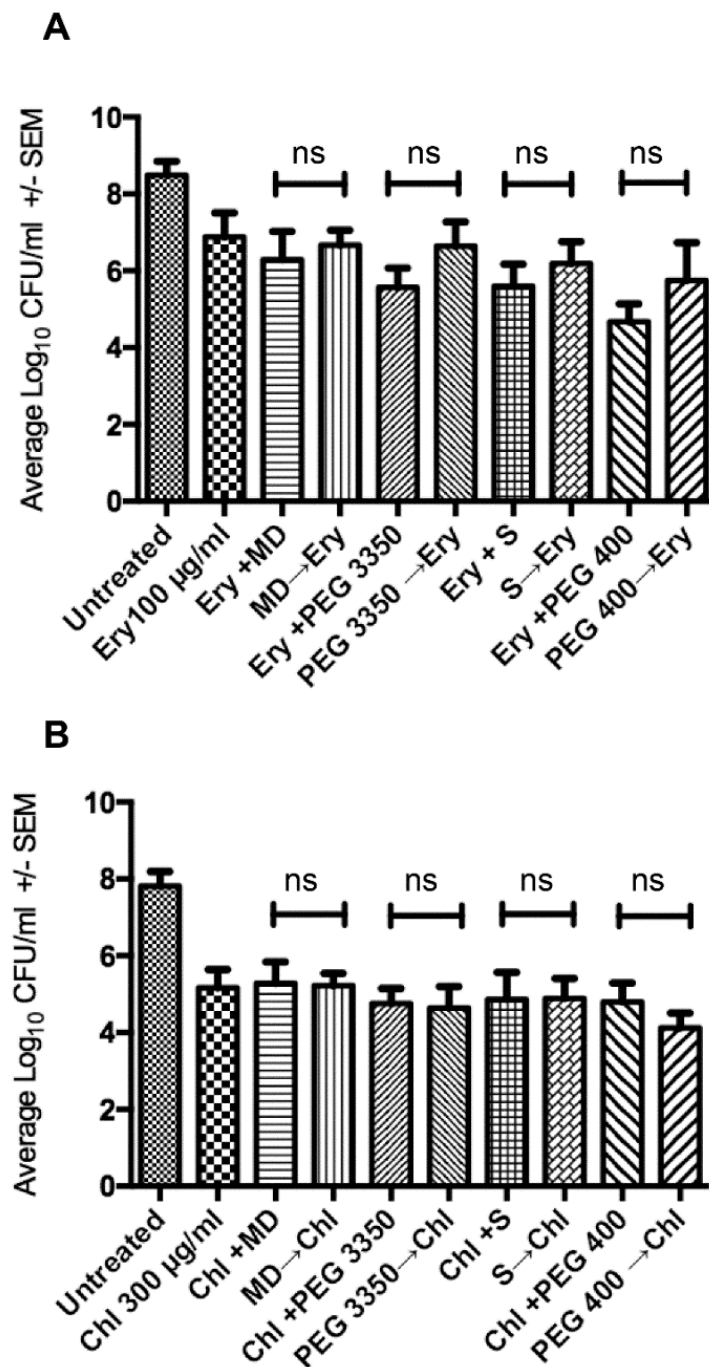 A
Average Log10 CFU/ml +/- SEM
10
8
6
4
2
0
ns
ns
ns
ns
Untreated
Ery100 µg/ml
Ery +MD
MD→Ery
Ery +PEG 3350
PEG 3350 →Ery
Ery + S
S→Ery
Ery +PEG 400
PEG 400→Ery
B
Average Log10 CFU/ml +/- SEM
10
8
6
4
2
0
ns
ns
ns
ns
Untreated
Chl 300 µg/ml
Chl +MD
MD→Chl
Chl +PEG 3350
PEG 3350→Chl
Chl +S
S→Chl
Chl +PEG 400
PEG 400 →Chl